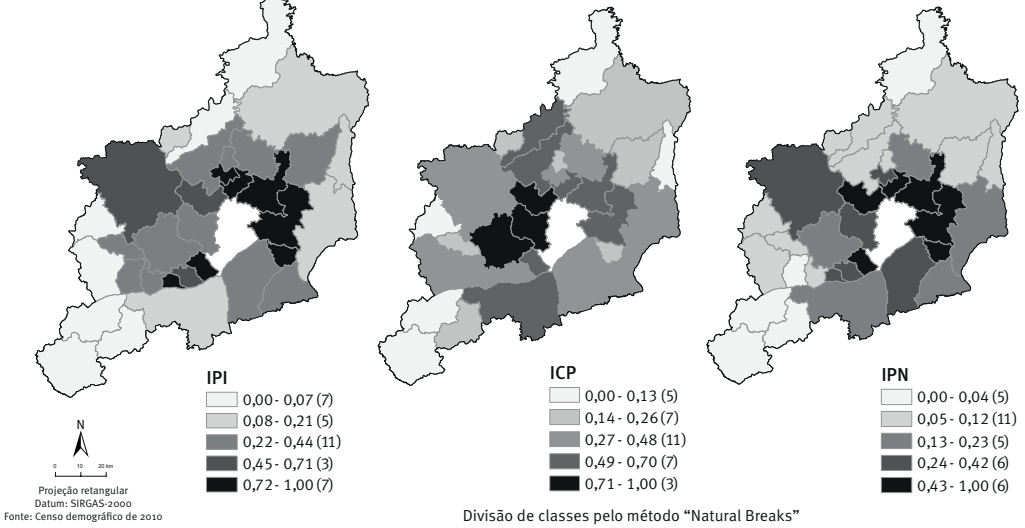 IPI
0,00 - 0,07 (7)
0,08 - 0,21 (5)
0,22 - 0,44 (11)
0,45 - 0,71 (3)
0,72 - 1,00 (7)
ICP
0,00 - 0,13 (5)
0,14 - 0,26 (7)
0,27 - 0,48 (11)
0,49 - 0,70 (7)
0,71 - 1,00 (3)
IPN
0,00 - 0,04 (5)
0,05 - 0,12 (11)
0,13 - 0,23 (5)
0,24 - 0,42 (6)
0,43 - 1,00 (6)
N
0 10 20 km
Projeção retangular
Datum: SIRGAS-2000
Fonte: Censo demográfico de 2010
Divisão de classes pelo método “Natural Breaks”